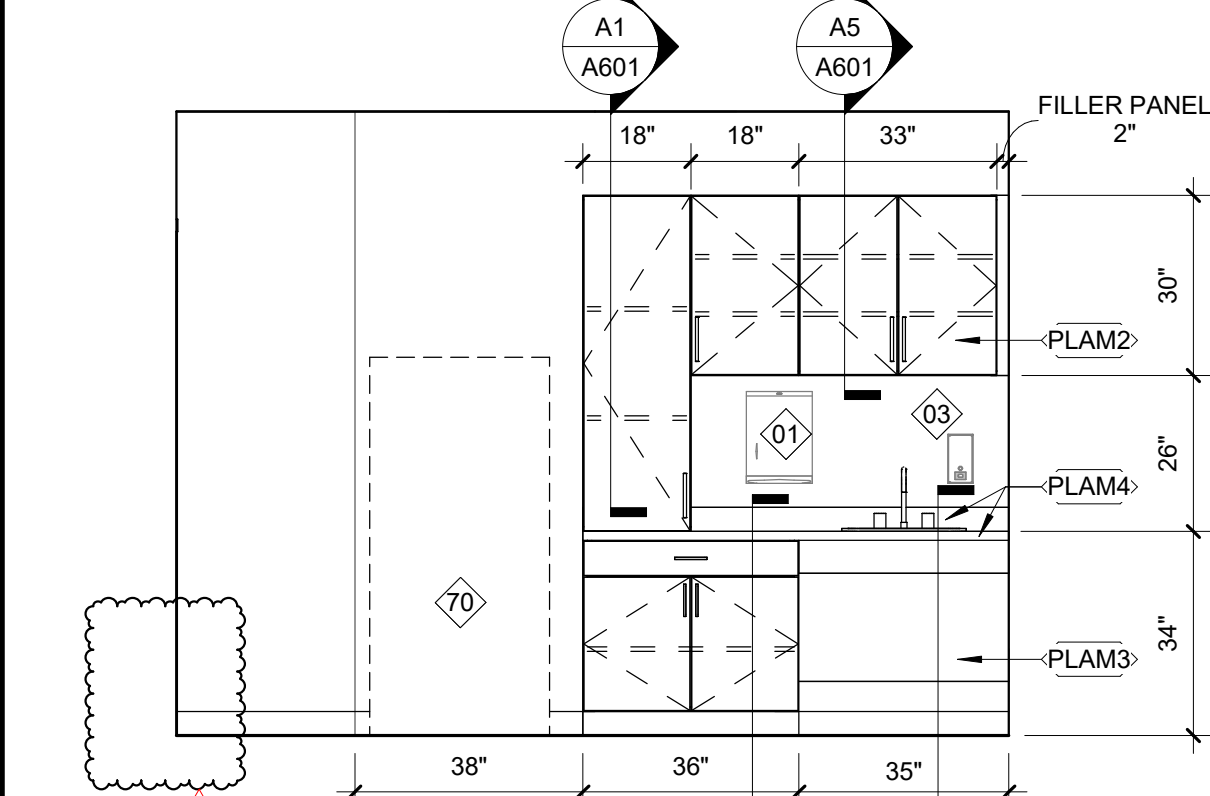 A1
A601
A5
A601
FILLER PANEL
2"
18"
18"
33"
30"
PLAM2
01
03
26"
PLAM4
70
34"
PLAM3
38"
36"
35"